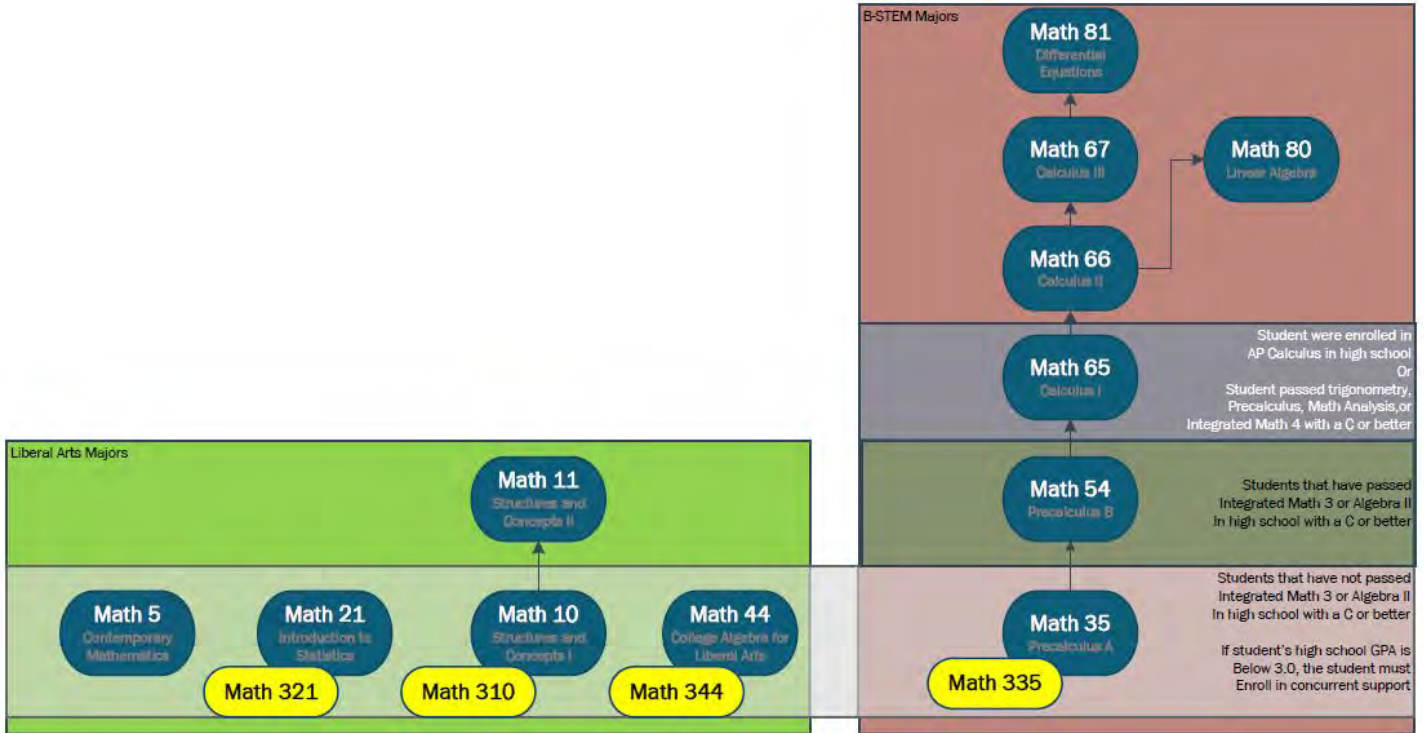 B-STEM Majors
Math 81
Differential
Equations
Math 67
Calculus III
Math 80
Linear Algebra
Math 66
Calculus II
Student were enrolled in
AP Calculus in high school
Or
Student passed trigonometry,
Precalculus, Math Analysis,or
Integrated Math 4 with a C or better
Math 65
Calculus I
Liberal Arts Majors
Math 11
Structures and
Concepts II
Math 54
Precalculus B
Students that have passed
Integrated Math 3 or Algebra II
In high school with a C or better
Math 5
Contemporary
Mathematics
Math 21
Introduction to
Statistics
Math 321
Math 10
Structures and
Concepts I
Math 310
Math 44
College Algebra for
Liberal Arts
Math 344
Math 35
Precalculus A
Math 335
Students that have not passed
Integrated Math 3 or Algebra II
In high school with a C or better
If student's high school GPA is
Below 3.0, the student must
Enroll in concurrent support